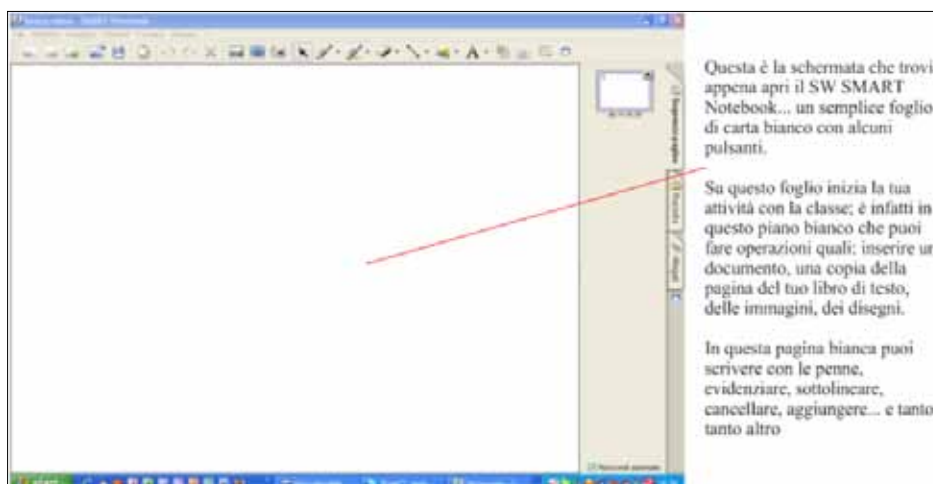 Questa è la schermata che trovi
appena apri il SW SMART
Notebook... un semplice foglio
di carta bianco con alcuni
pulsanti.
Su questo foglio inizia la tua
attività con la classe; è infatti in
questo piano bianco che puoi
fare operazioni quali: inserire un
documento, una copia della
pagina del tuo libro di testo,
delle immagini, dei disegni.
In questa pagina bianca puoi
scrivere con le penne,
evidenziare, sottolineare,
cancellare, aggiungere... e tanto
tanto altro